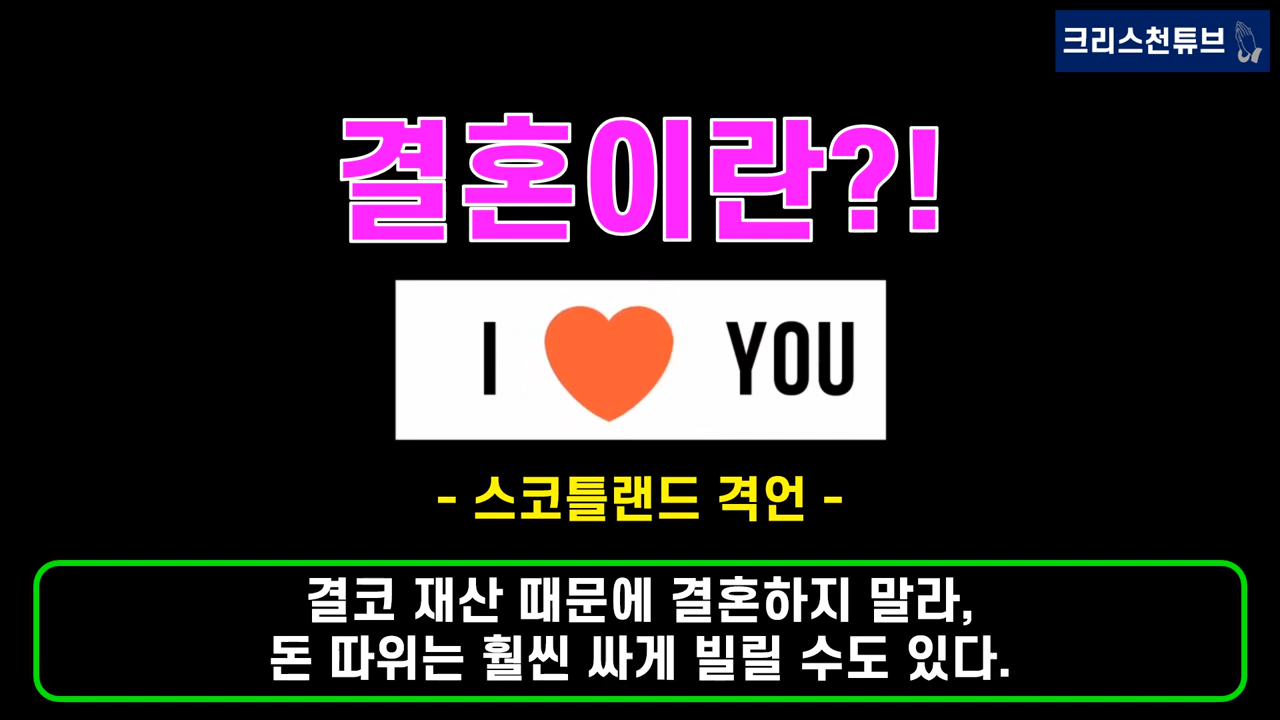 크리스천튜브
결혼이란?!
I YOU
- 스코틀랜드 격언 -
결코 재산 때문에 결혼하지 말라,
돈 따위는 훨씬 싸게 빌릴 수도 있다.